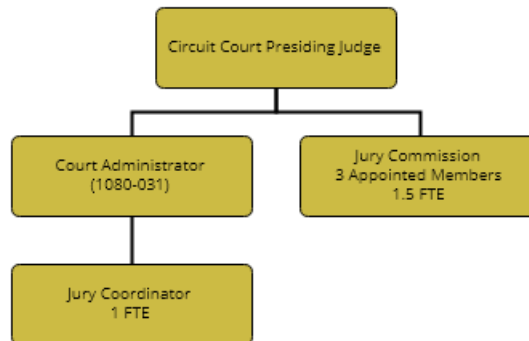 Circuit Court Presiding Judge
Court Administrator
(1080-031)
Jury Commission
3 Appointed Members
1.5 FTE
Jury Coordinator
1 FTE